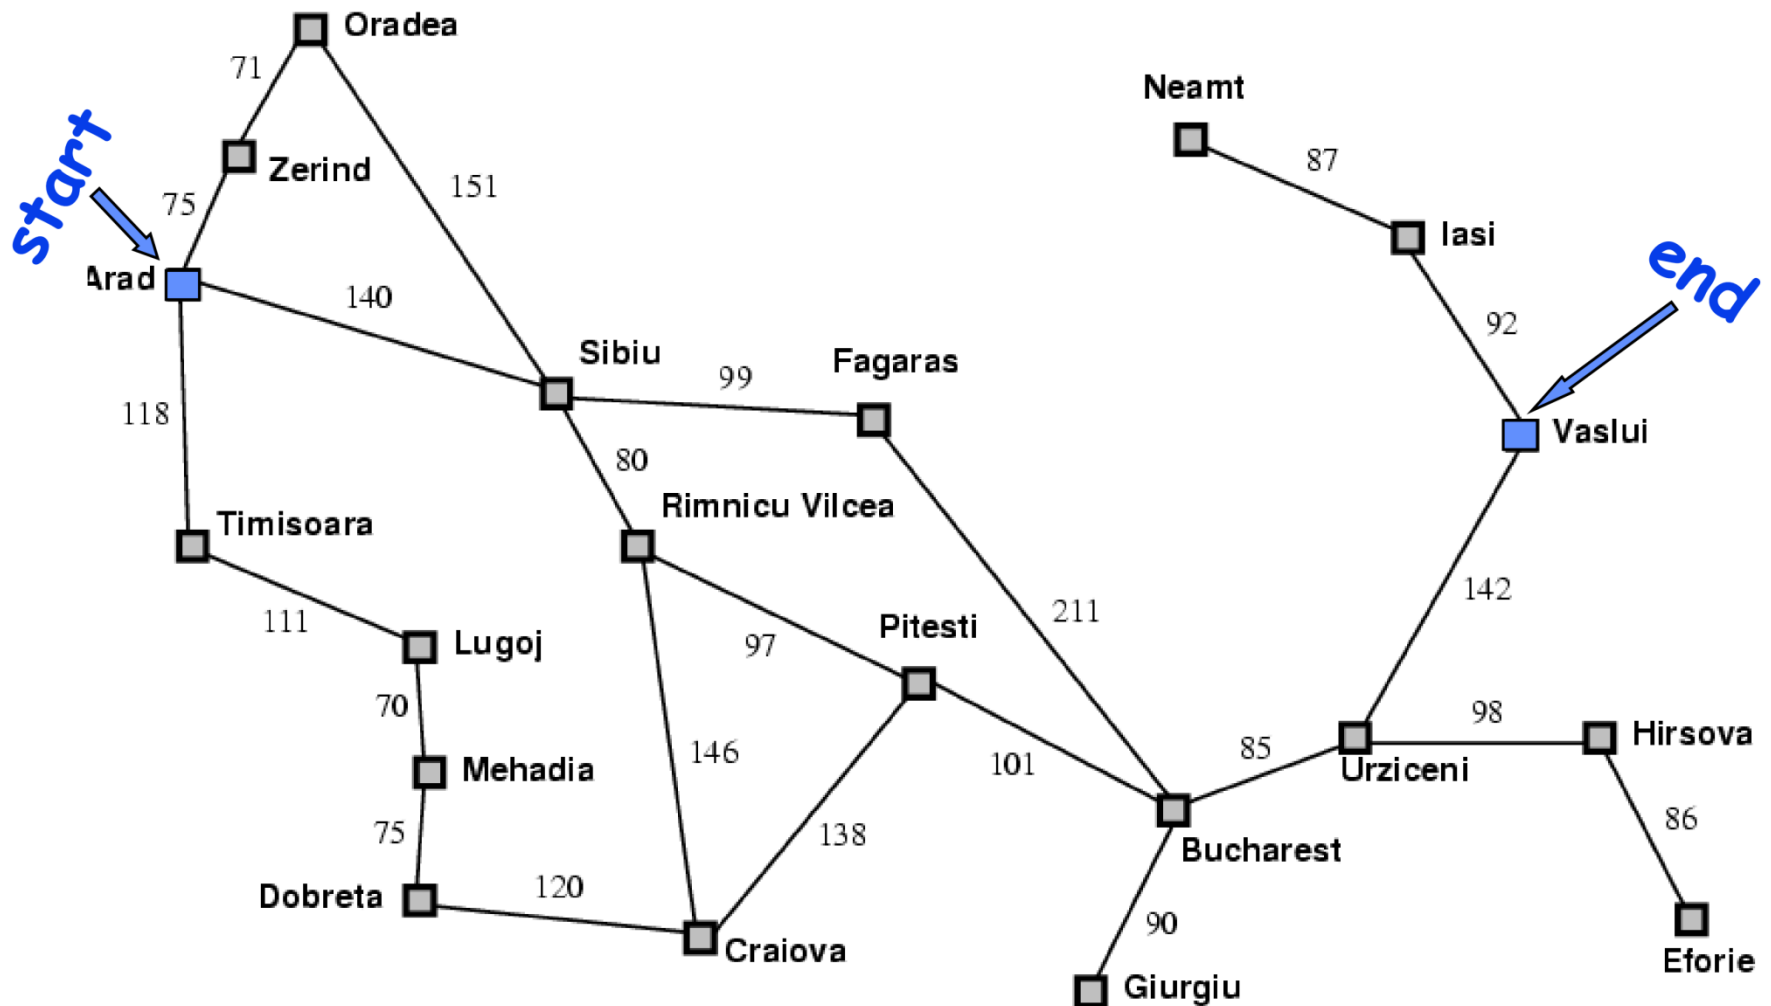 Oradea
71
Neamt
start
Zerind
87
75
151
Iasi
end
Arad
140
92
Sibiu
Fagaras
99
118
Vaslui
80
Rimnicu Vilcea
Timisoara
142
111
211
Pitesti
Lugoj
97
70
98
Hirsova
146
85
Mehadia
101
Urziceni
75
138
86
Bucharest
Dobreta
120
90
Craiova
Eforie
Giurgiu